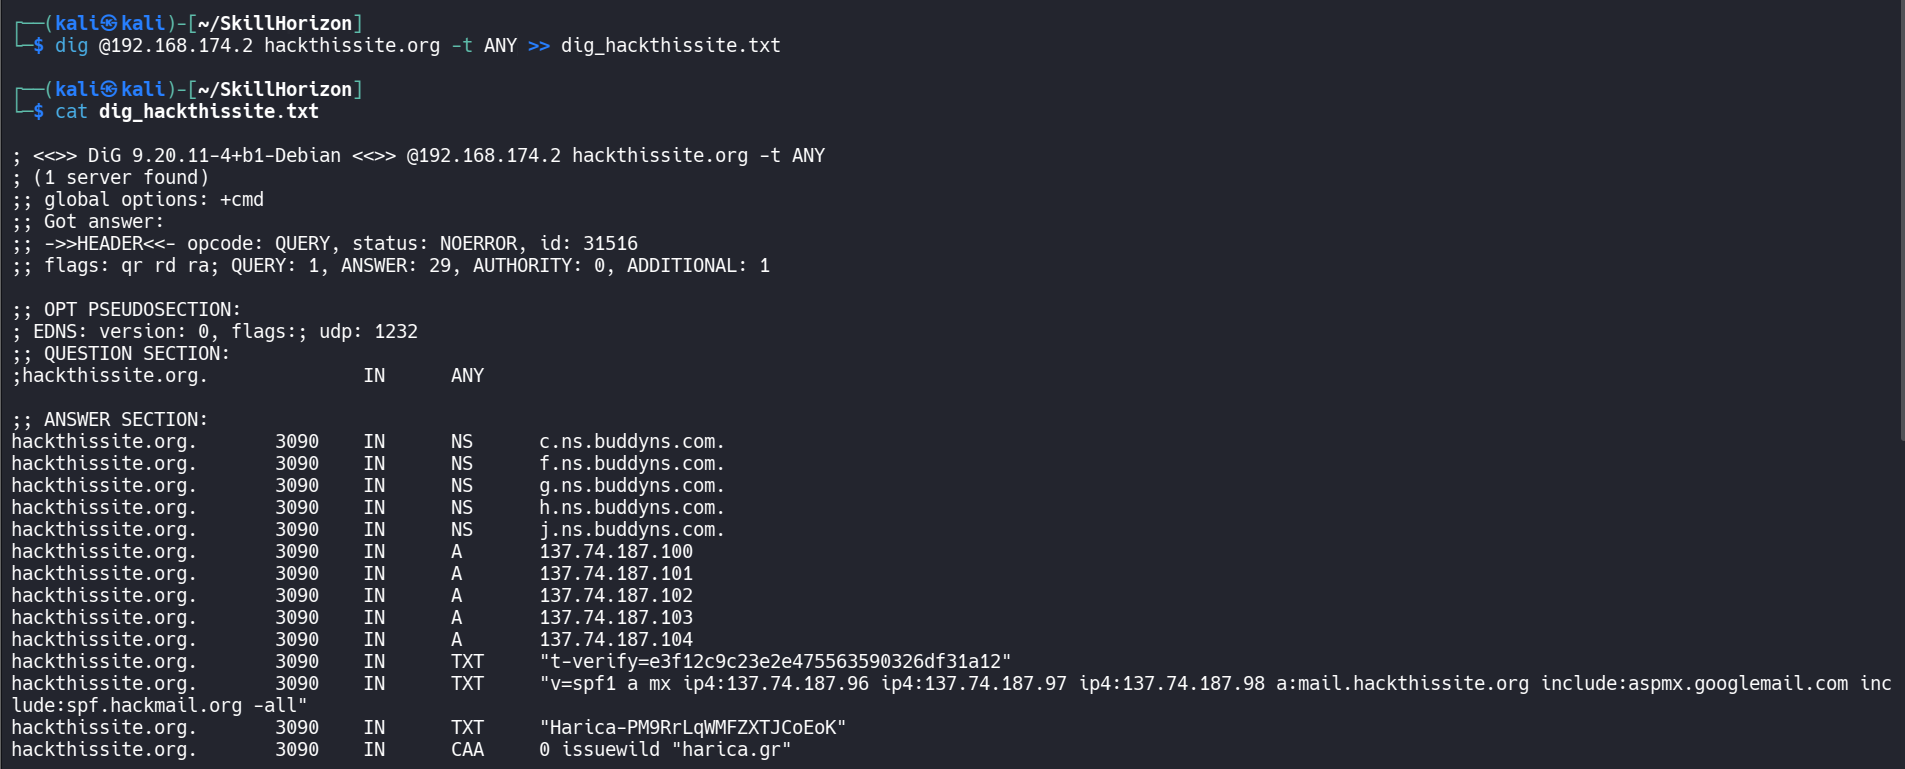 ┌──(kali㉿kali)-[~/SkillHorizon]
└─$ dig @192.168.174.2 hackthissite.org -t ANY >> dig_hackthissite.txt
┌──(kali㉿kali)-[~/SkillHorizon]
└─$ cat dig_hackthissite.txt
; <<>> DiG 9.20.11-4+b1-Debian <<>> @192.168.174.2 hackthissite.org -t ANY
; (1 server found)
;; global options: +cmd
;; Got answer:
;; ->>HEADER<<- opcode: QUERY, status: NOERROR, id: 31516
;; flags: qr rd ra; QUERY: 1, ANSWER: 29, AUTHORITY: 0, ADDITIONAL: 1
;; OPT PSEUDOSECTION:
; EDNS: version: 0, flags:; udp: 1232
;; QUESTION SECTION:
;hackthissite.org. IN ANY
;; ANSWER SECTION:
hackthissite.org. 3090 IN NS c.ns.buddyns.com.
hackthissite.org. 3090 IN NS f.ns.buddyns.com.
hackthissite.org. 3090 IN NS g.ns.buddyns.com.
hackthissite.org. 3090 IN NS h.ns.buddyns.com.
hackthissite.org. 3090 IN NS j.ns.buddyns.com.
hackthissite.org. 3090 IN A 137.74.187.100
hackthissite.org. 3090 IN A 137.74.187.101
hackthissite.org. 3090 IN A 137.74.187.102
hackthissite.org. 3090 IN A 137.74.187.103
hackthissite.org. 3090 IN A 137.74.187.104
hackthissite.org. 3090 IN TXT "t-verify=e3f12c9c23e2e475563590326df31a12"
hackthissite.org. 3090 IN TXT "v=spf1 a mx ip4:137.74.187.96 ip4:137.74.187.97 ip4:137.74.187.98 a:mail.hackthissite.org include:aspmx.googlemail.com inc
lude:spf.hackmail.org -all"
hackthissite.org. 3090 IN TXT "Harica-PM9RrLqWMFZXTJCoEoK"
hackthissite.org. 3090 IN CAA 0 issuewild "harica.gr"